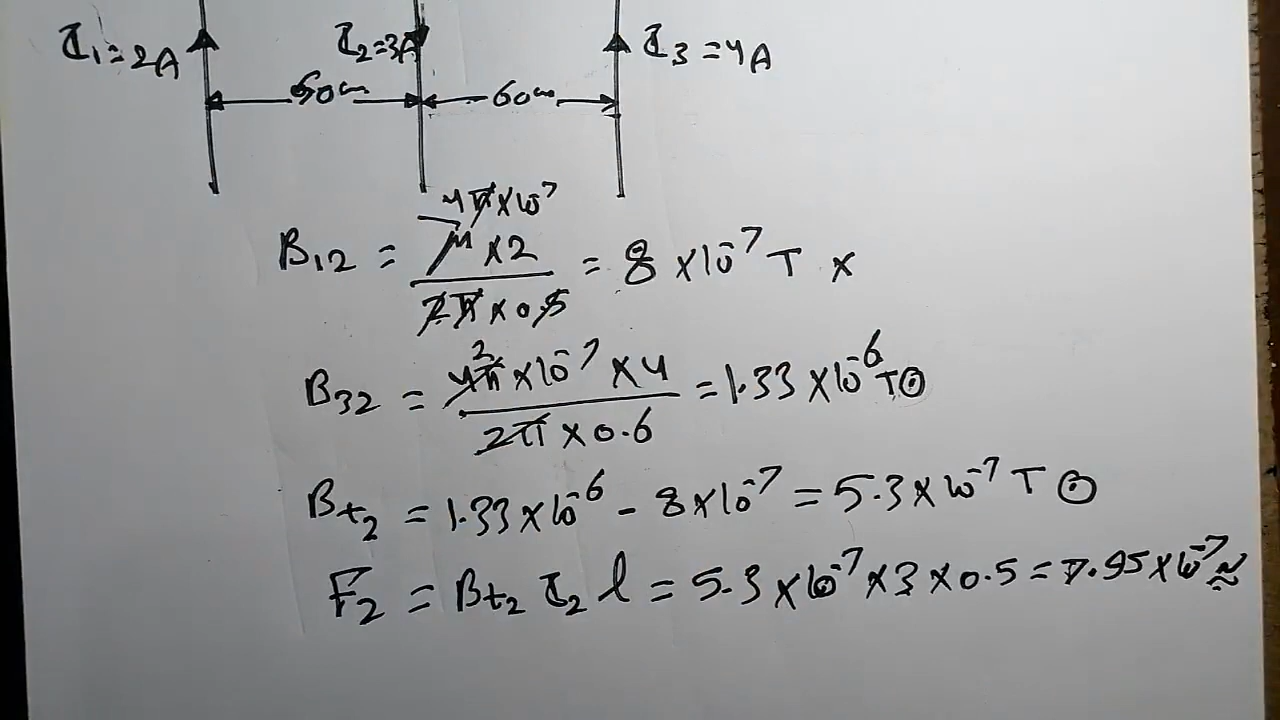 I₁=2A I₂=3A I₃=4A
50cm 60cm
4π×10⁻⁷
B₁₂ = μ×2 / 2π×0.5 = 8×10⁻⁷ T ×
B₃₂ = 4π×10⁻⁷×4 / 2π×0.6 = 1.33×10⁻⁶ T⊙
2
Bt₂ = 1.33×10⁻⁶ - 8×10⁻⁷ = 5.3×10⁻⁷ T ⊙
F₂ = Bt₂ I₂ l = 5.3×10⁻⁷×3×0.5 = 7.95×10⁻⁷ N